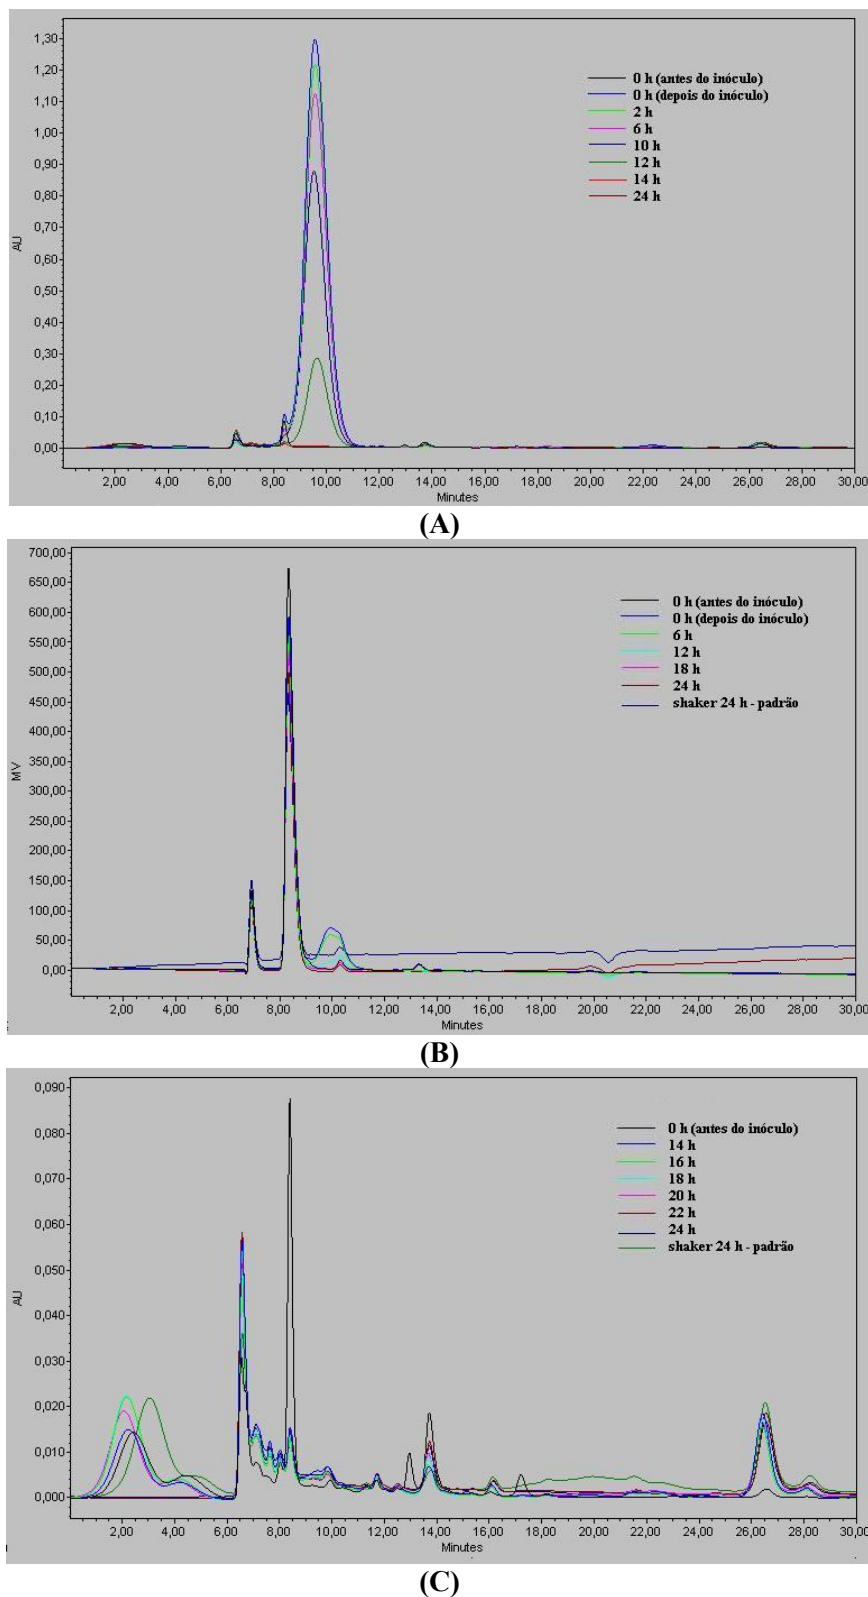 1,30
1,20
1,10
1,00
0,90
0,80
0,70
0,60
0,50
0,40
0,30
0,20
0,10
0,00
AU
0 h (antes do inóculo)
0 h (depois do inóculo)
2 h
6 h
10 h
12 h
14 h
24 h
2,00 4,00 6,00 8,00 10,00 12,00 14,00 16,00 18,00 20,00 22,00 24,00 26,00 28,00 30,00
Minutes
(A)
700,00
650,00
600,00
550,00
500,00
450,00
400,00
350,00
300,00
250,00
200,00
150,00
100,00
50,00
0,00
MV
0 h (antes do inóculo)
0 h (depois do inóculo)
6 h
12 h
18 h
24 h
shaker 24 h - padrão
2,00 4,00 6,00 8,00 10,00 12,00 14,00 16,00 18,00 20,00 22,00 24,00 26,00 28,00 30,00
Minutes
(B)
0,090
0,080
0,070
0,060
0,050
0,040
0,030
0,020
0,010
0,000
AU
0 h (antes do inóculo)
14 h
16 h
18 h
20 h
22 h
24 h
shaker 24 h - padrão
2,00 4,00 6,00 8,00 10,00 12,00 14,00 16,00 18,00 20,00 22,00 24,00 26,00 28,00 30,00
Minutes
(C)